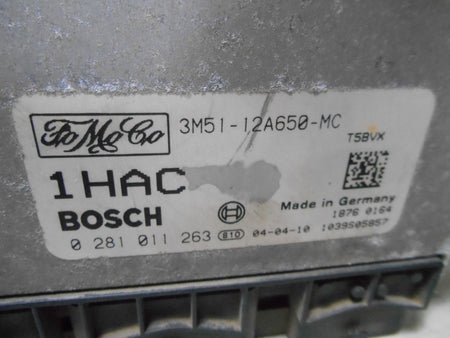 FoMoCo 3M51-12A650-MC
T5BVX
1HAC
BOSCH Made in Germany
1876 0164
0 281 011 263 B10 04-04-10 1039S05857